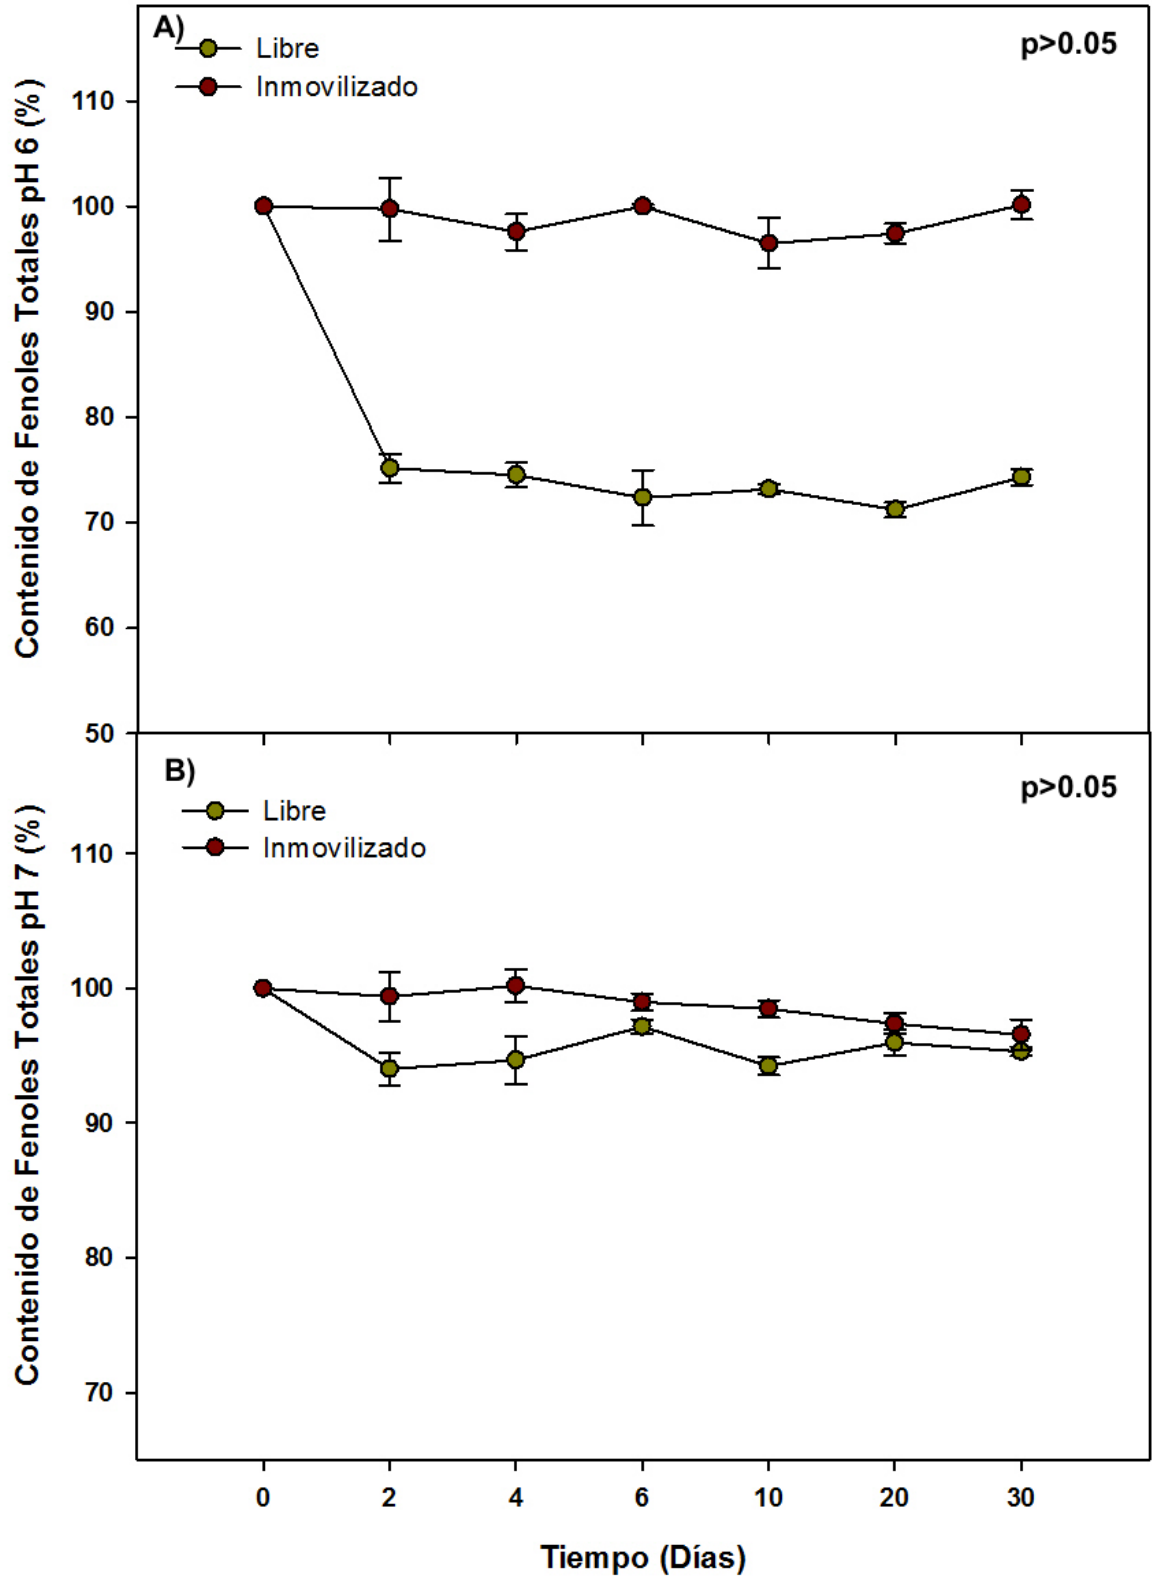 A)
Libre
Inmovilizado
p>0.05
Contenido de Fenoles Totales pH 6 (%)
110
100
90
80
70
60
50
B)
Libre
Inmovilizado
p>0.05
Contenido de Fenoles Totales pH 7 (%)
110
100
90
80
70
0 2 4 6 10 20 30
Tiempo (Días)